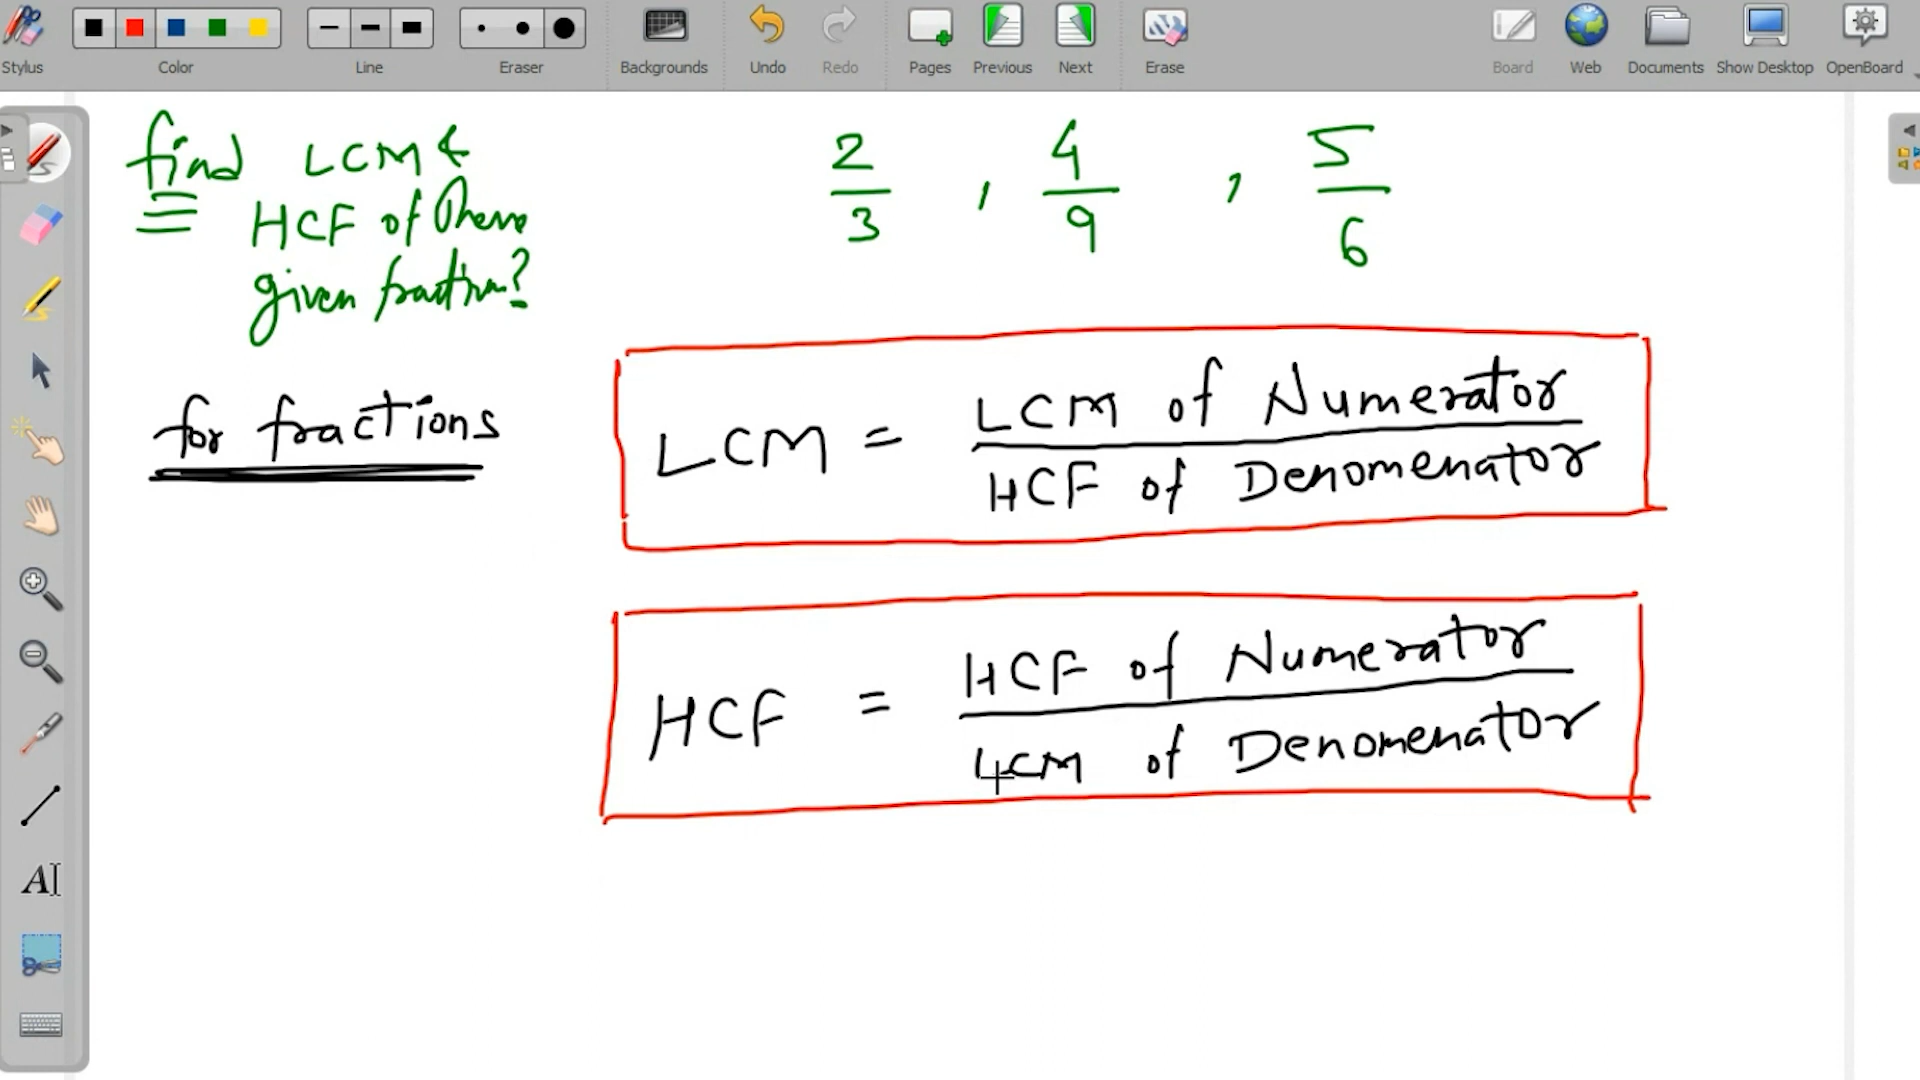 Stylus
Color
Line
Eraser
Backgrounds
Undo
Redo
Pages
Previous
Next
Erase
Board
Web
Documents
Show Desktop
OpenBoard
find LCM &
HCF of these
given fraction?
2/3 , 4/9 , 5/6
for fractions
LCM = LCM of Numerator
HCF of Denomenator
HCF = HCF of Numerator
LCM of Denomenator
A